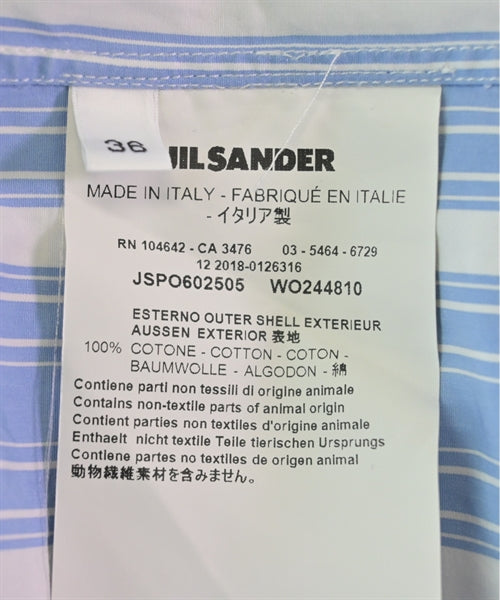 36
JIL SANDER
MADE IN ITALY - FABRIQUÉ EN ITALIE
- イタリア製
RN 104642 - CA 3476 03 - 5464 - 6729
12 2018-0126316
JSPO602505 WO244810
ESTERNO OUTER SHELL EXTERIEUR
AUSSEN EXTERIOR 表地
100% COTONE - COTTON - COTON -
BAUMWOLLE - ALGODON - 綿
Contiene parti non tessili di origine animale
Contains non-textile parts of animal origin
Contient parties non textiles d'origine animale
Enthaelt nicht textile Teile tierischen Ursprungs
Contiene partes no textiles de origen animal
動物繊維素材を含みません。